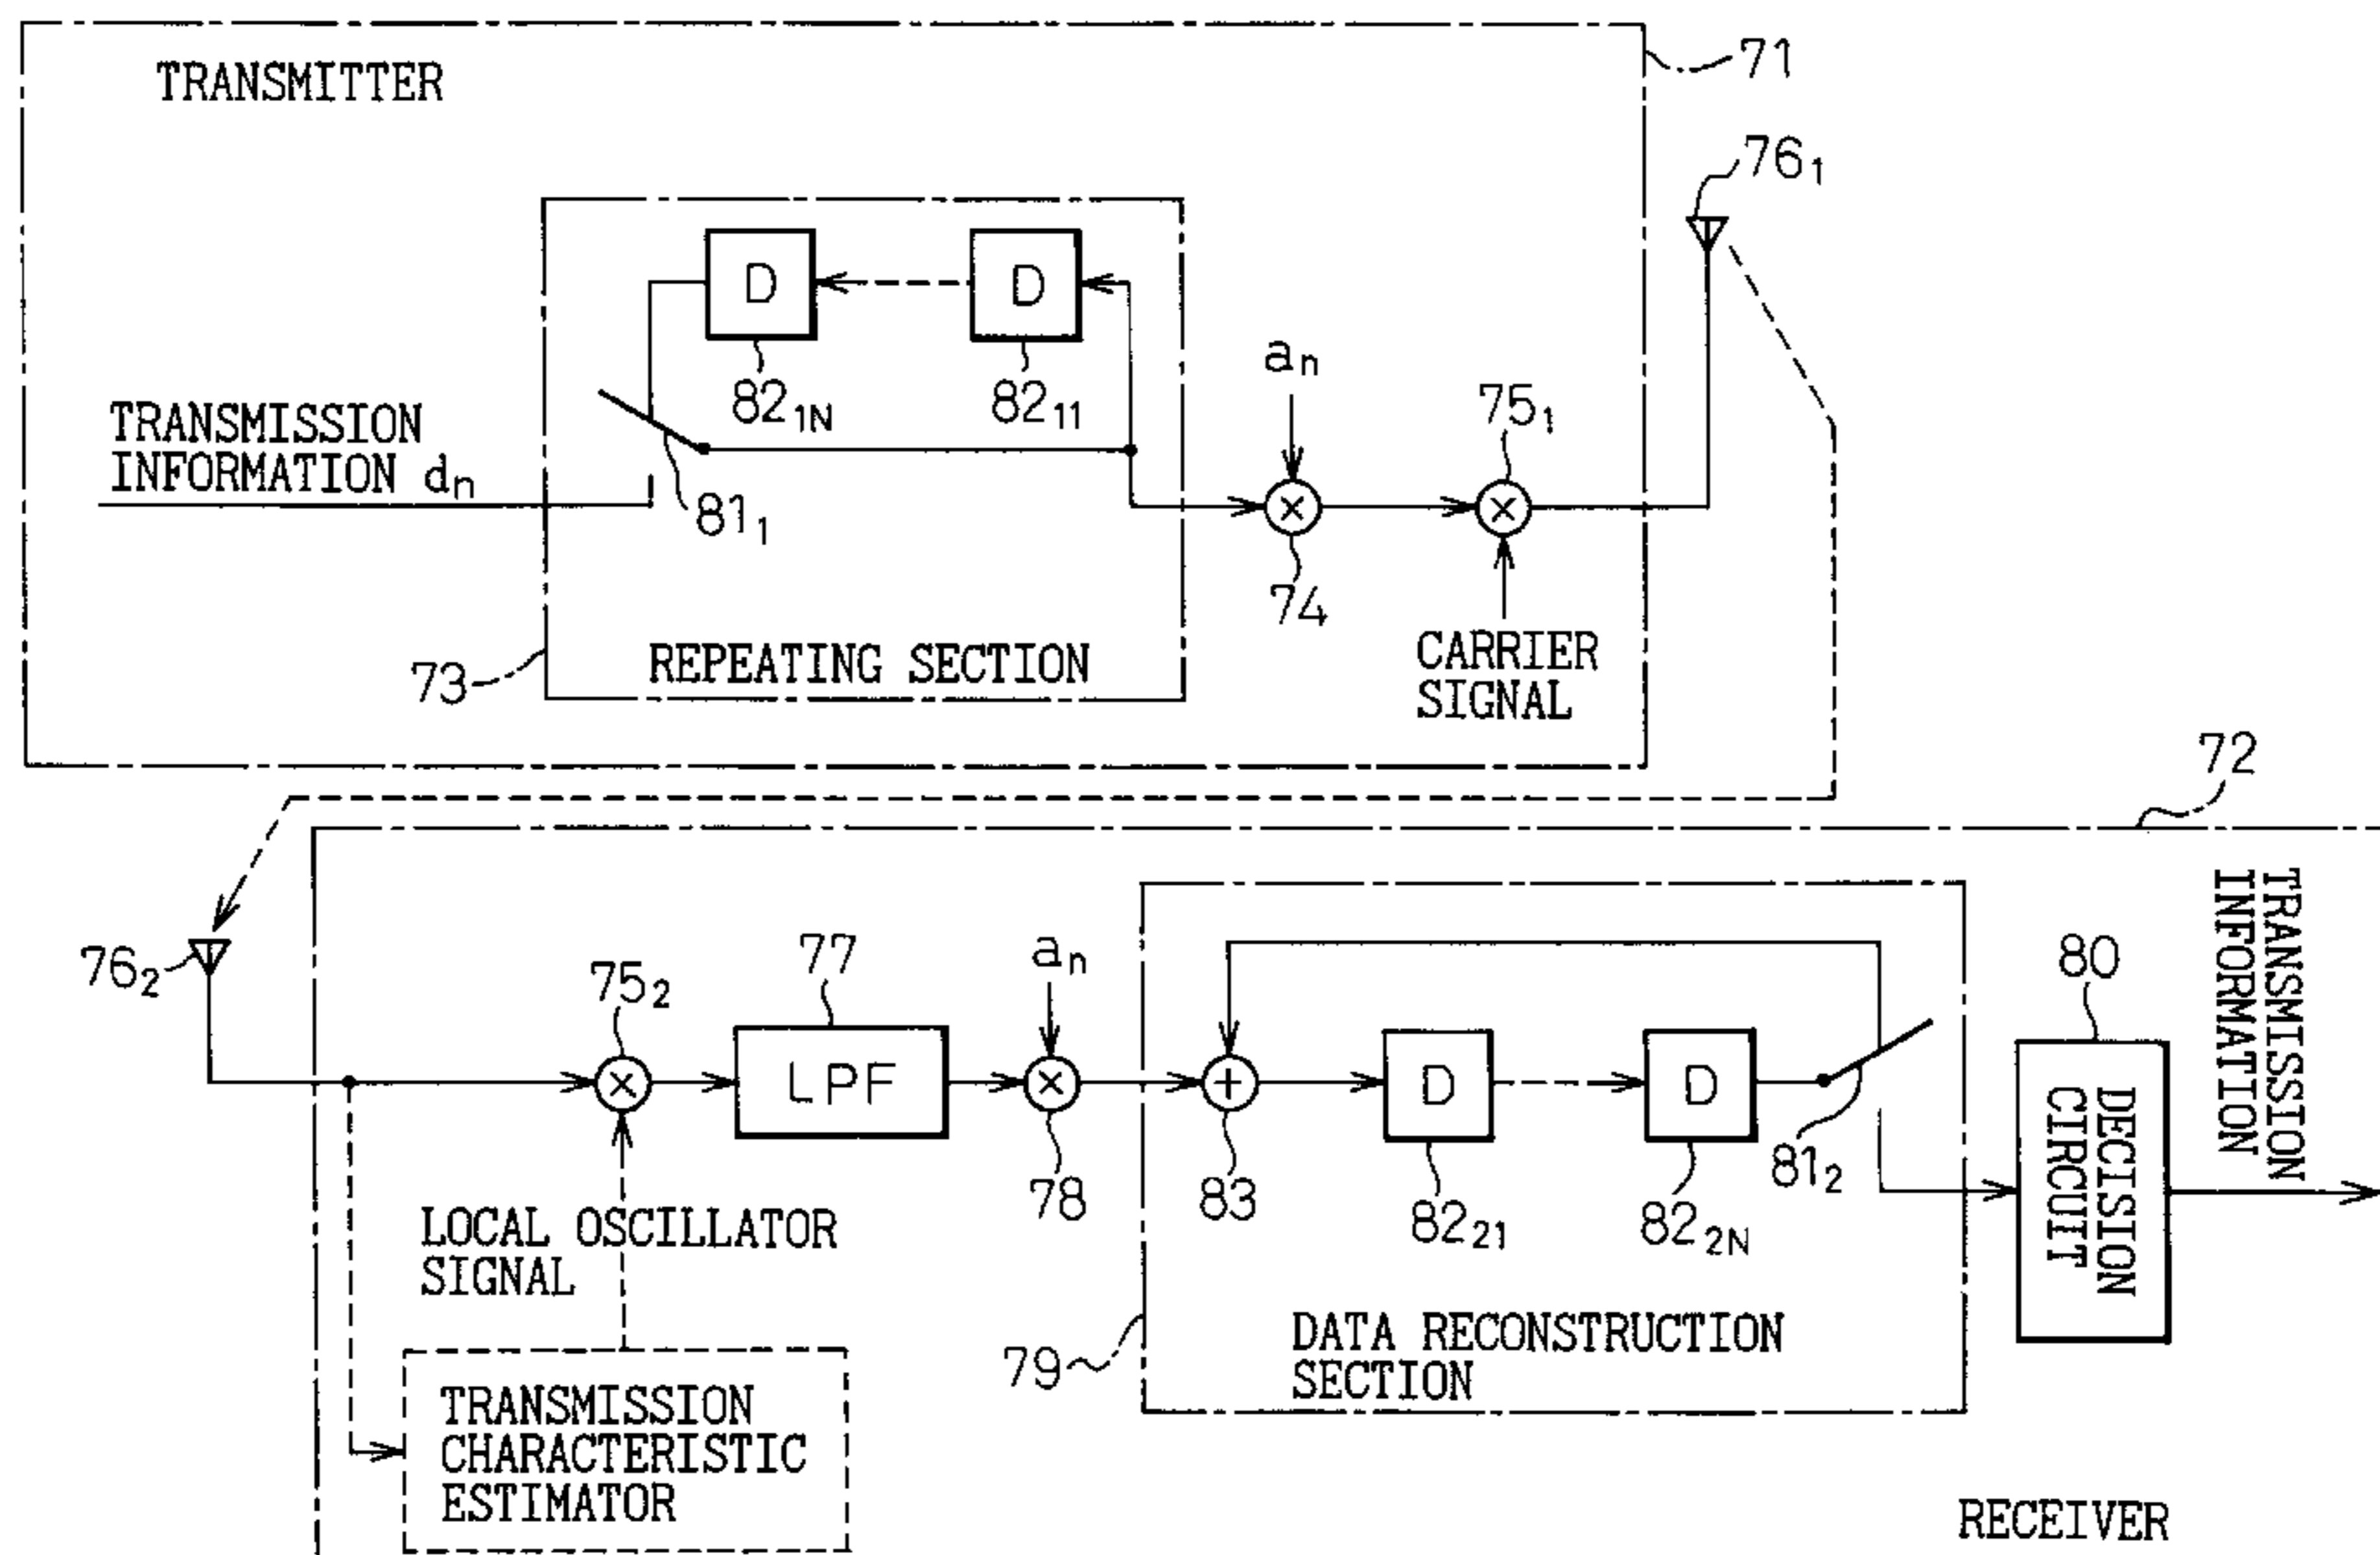 TRANSMITTER
71
76₁
D
D
82₁N
82₁₁
aₙ
75₁
TRANSMISSION
INFORMATION dₙ
81₁
74
73
REPEATING SECTION
CARRIER
SIGNAL
72
76₂
75₂
77
aₙ
80
TRANSMISSION
INFORMATION
LPF
D
D
81₂
DECISION
CIRCUIT
78
83
82₂₁
82₂N
LOCAL OSCILLATOR
SIGNAL
79
DATA RECONSTRUCTION
SECTION
TRANSMISSION
CHARACTERISTIC
ESTIMATOR
RECEIVER